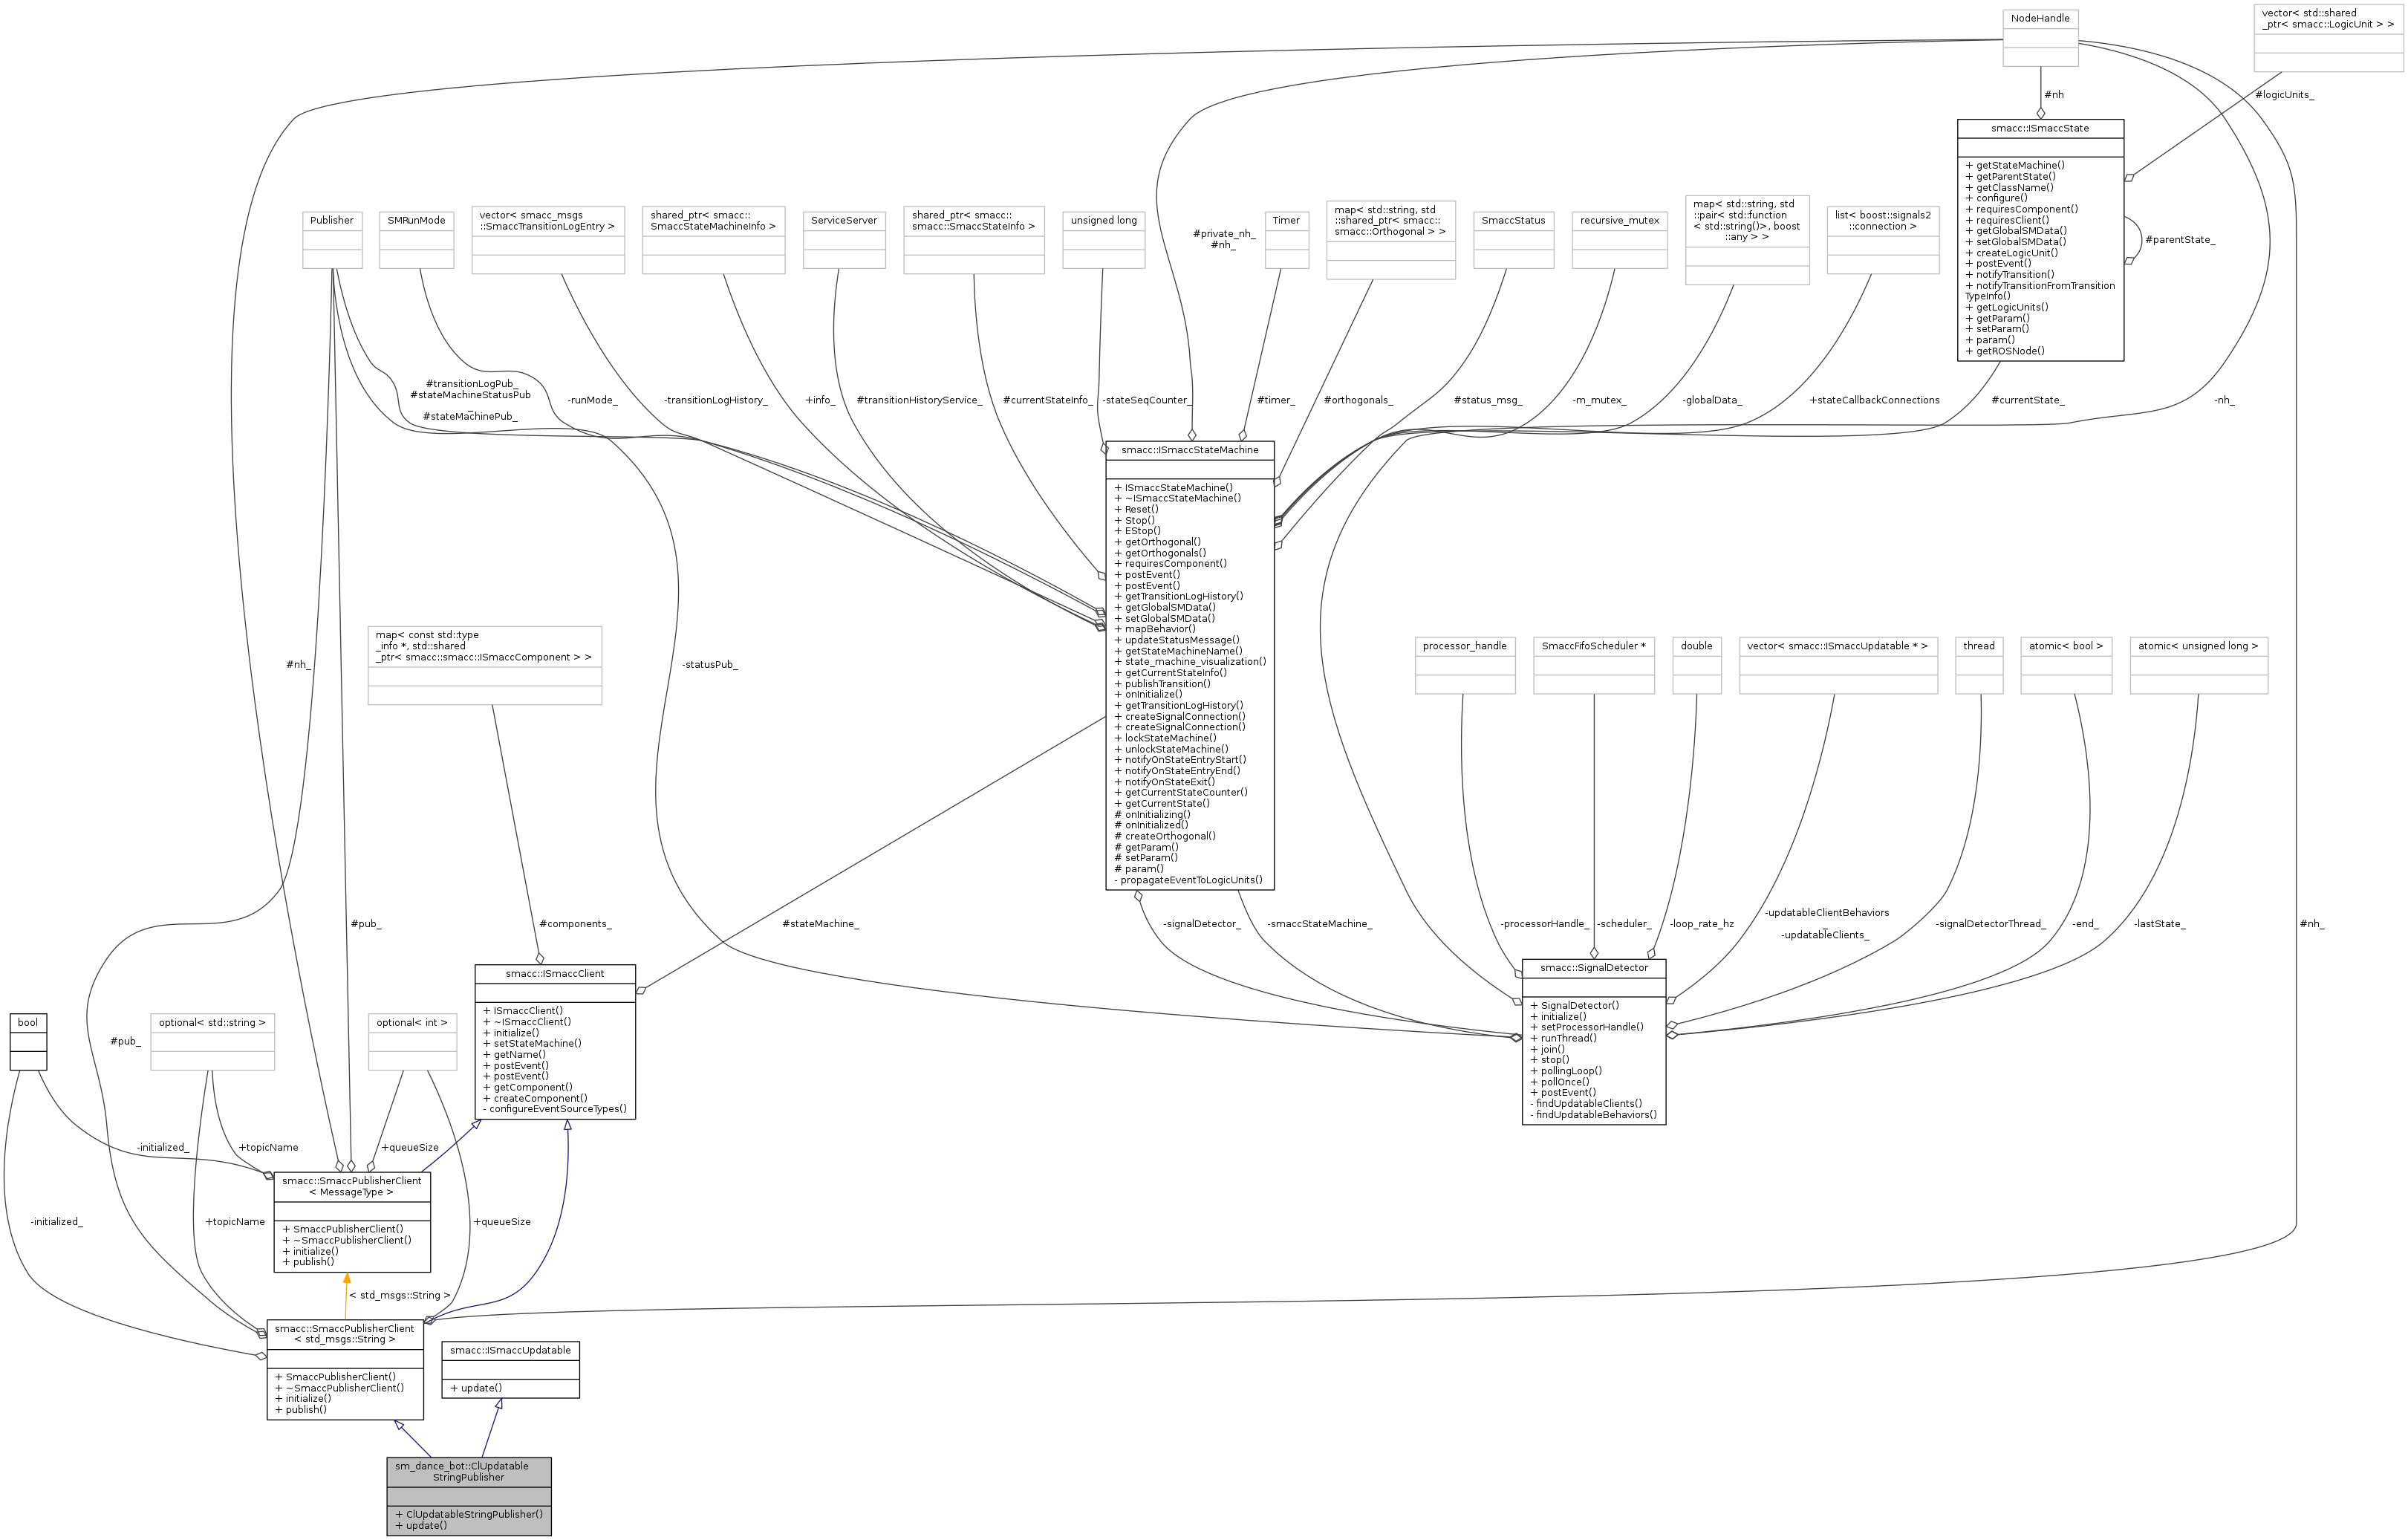 NodeHandle
vector< std::shared
_ptr< smacc::LogicUnit > >
#nh
#logicUnits_
smacc::ISmaccState
+ getStateMachine()
+ getParentState()
+ getClassName()
+ configure()
+ requiresComponent()
+ requiresClient()
+ getGlobalSMData()
+ setGlobalSMData()
+ createLogicUnit()
+ postEvent()
+ notifyTransition()
+ notifyTransitionFromTransition
TypeInfo()
+ getLogicUnits()
+ getParam()
+ setParam()
+ param()
+ getROSNode()
#parentState_
Publisher
SMRunMode
vector< smacc_msgs
::SmaccTransitionLogEntry >
shared_ptr< smacc::
SmaccStateMachineInfo >
ServiceServer
shared_ptr< smacc::
smacc::SmaccStateInfo >
unsigned long
#private_nh_
#nh_
Timer
map< std::string, std
::shared_ptr< smacc::
smacc::Orthogonal > >
SmaccStatus
recursive_mutex
map< std::string, std
::pair< std::function
< std::string()>, boost
::any > >
list< boost::signals2
::connection >
#transitionLogPub_
#stateMachineStatusPub
_
#stateMachinePub_
-runMode_
-transitionLogHistory_
+info_
#transitionHistoryService_
#currentStateInfo_
-stateSeqCounter_
#timer_
#orthogonals_
#status_msg_
-m_mutex_
-globalData_
+stateCallbackConnections
#currentState_
-nh_
smacc::ISmaccStateMachine
+ ISmaccStateMachine()
+ ~ISmaccStateMachine()
+ Reset()
+ Stop()
+ EStop()
+ getOrthogonal()
+ getOrthogonals()
+ requiresComponent()
+ postEvent()
+ postEvent()
+ getTransitionLogHistory()
+ getGlobalSMData()
+ setGlobalSMData()
+ mapBehavior()
+ updateStatusMessage()
+ getStateMachineName()
+ state_machine_visualization()
+ getCurrentStateInfo()
+ publishTransition()
+ onInitialize()
+ getTransitionLogHistory()
+ createSignalConnection()
+ createSignalConnection()
+ lockStateMachine()
+ unlockStateMachine()
+ notifyOnStateEntryStart()
+ notifyOnStateEntryEnd()
+ notifyOnStateExit()
+ getCurrentStateCounter()
+ getCurrentState()
# onInitializing()
# onInitialized()
# createOrthogonal()
# getParam()
# setParam()
# param()
- propagateEventToLogicUnits()
map< const std::type
_info *, std::shared
_ptr< smacc::smacc::ISmaccComponent > >
#nh_
-statusPub_
processor_handle
SmaccFifoScheduler *
double
vector< smacc::ISmaccUpdatable * >
thread
atomic< bool >
atomic< unsigned long >
#pub_
#components_
#stateMachine_
-signalDetector_
-smaccStateMachine_
-processorHandle_
-scheduler_
-loop_rate_hz
-updatableClientBehaviors
_
-updatableClients_
-signalDetectorThread_
-end_
-lastState_
#nh_
smacc::ISmaccClient
+ ISmaccClient()
+ ~ISmaccClient()
+ initialize()
+ setStateMachine()
+ getName()
+ postEvent()
+ postEvent()
+ getComponent()
+ createComponent()
- configureEventSourceTypes()
smacc::SignalDetector
+ SignalDetector()
+ initialize()
+ setProcessorHandle()
+ runThread()
+ join()
+ stop()
+ pollingLoop()
+ pollOnce()
+ postEvent()
- findUpdatableClients()
- findUpdatableBehaviors()
bool
#pub_
optional< std::string >
optional< int >
-initialized_
+topicName
+queueSize
smacc::SmaccPublisherClient
< MessageType >
+ SmaccPublisherClient()
+ ~SmaccPublisherClient()
+ initialize()
+ publish()
-initialized_
+topicName
+queueSize
< std_msgs::String >
smacc::SmaccPublisherClient
< std_msgs::String >
+ SmaccPublisherClient()
+ ~SmaccPublisherClient()
+ initialize()
+ publish()
smacc::ISmaccUpdatable
+ update()
sm_dance_bot::ClUpdatable
StringPublisher
+ ClUpdatableStringPublisher()
+ update()